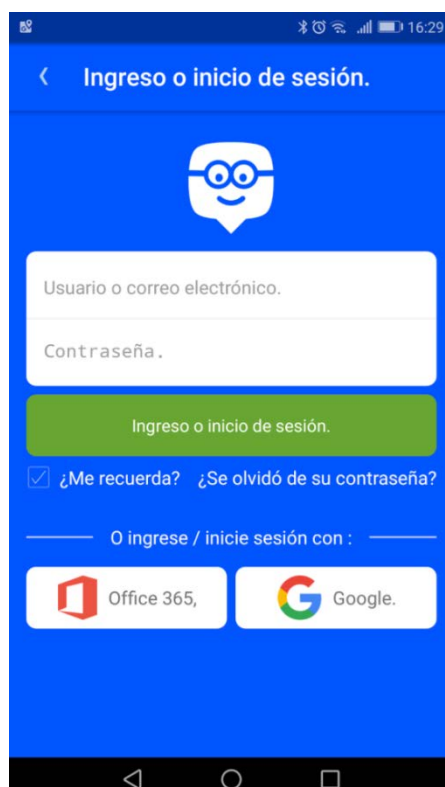 16:29
Ingreso o inicio de sesión.
Usuario o correo electrónico.
Contraseña.
Ingreso o inicio de sesión.
¿Me recuerda? ¿Se olvidó de su contraseña?
O ingrese / inicie sesión con :
Office 365, Google.